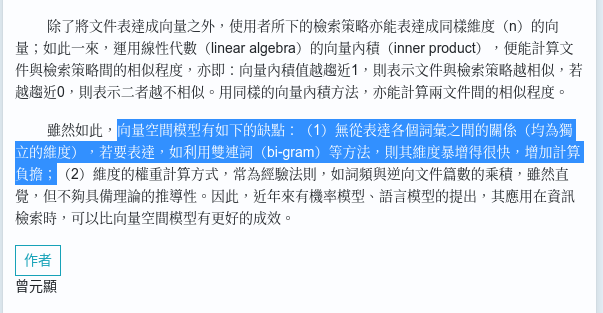 除了將文件表達成向量之外，使用者所下的檢索策略亦能表達成同樣維度（n）的向
量；如此一來，運用線性代數（linear algebra）的向量內積（inner product），便能計算文
件與檢索策略間的相似程度，亦即：向量內積值越趨近1，則表示文件與檢索策略越相似，若
越趨近0，則表示二者越不相似。用同樣的向量內積方法，亦能計算兩文件間的相似程度。
雖然如此，向量空間模型有如下的缺點：（1）無從表達各個詞彙之間的關係（均為獨
立的維度），若要表達，如利用雙連詞（bi-gram）等方法，則其維度暴增得很快，增加計算
負擔；（2）維度的權重計算方式，常為經驗法則，如詞頻與逆向文件篇數的乘積，雖然直
覺，但不夠具備理論的推導性。因此，近年來有機率模型、語言模型的提出，其應用在資訊
檢索時，可以比向量空間模型有更好的成效。
作者
曾元顯